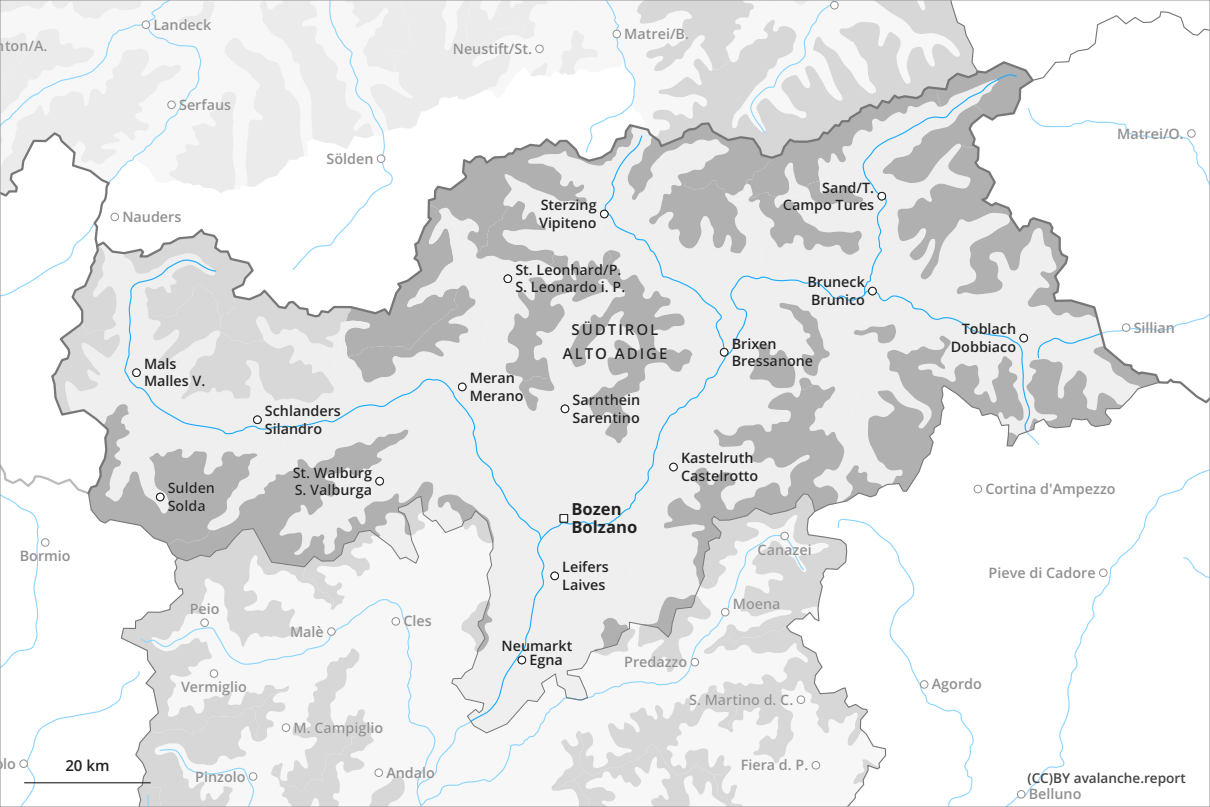 Landeck
Matrei/B.
nton/A.
Neustift/St.
Serfaus
Matrei/O.
Sölden
Sand/T.
Campo Tures
Sterzing
Vipiteno
Nauders
St. Leonhard/P.
S. Leonardo i. P.
Bruneck
Brunico
SÜDTIROL
ALTO ADIGE
Toblach
Dobbiaco
Sillian
Brixen
Bressanone
Mals
Malles V.
Meran
Merano
Sarnthein
Sarentino
Schlanders
Silandro
Kastelruth
Castelrotto
St. Walburg
S. Valburga
Sulden
Solda
Cortina d'Ampezzo
Bozen
Bolzano
Bormio
Canazei
Leifers
Laives
Pieve di Cadore
Peio
Moena
Malè
Cles
Neumarkt
Egna
Predazzo
Vermiglio
Agordo
S. Martino d. C.
M. Campiglio
olo
20 km
Pinzolo
Andalo
Fiera d. P.
(CC)BY avalanche.report
Belluno